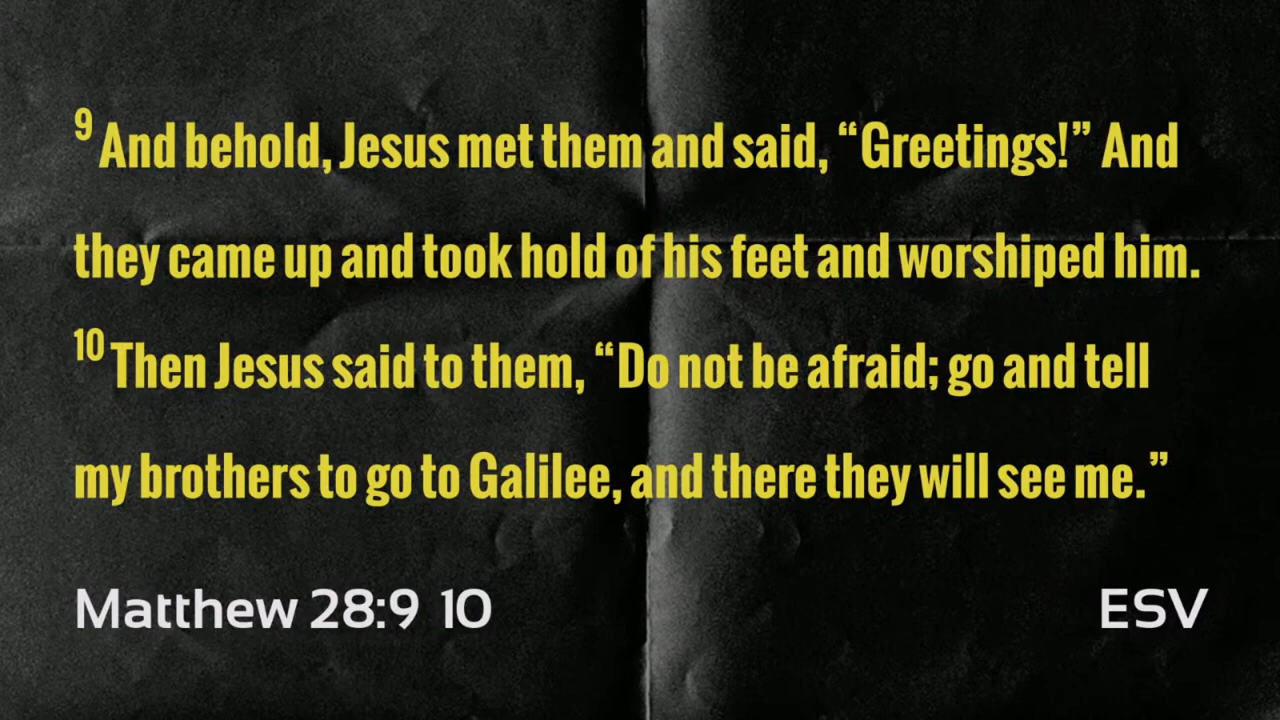 9 And behold, Jesus met them and said, “Greetings!” And
they came up and took hold of his feet and worshiped him.
10 Then Jesus said to them, “Do not be afraid; go and tell
my brothers to go to Galilee, and there they will see me.”
Matthew 28:9 10
ESV